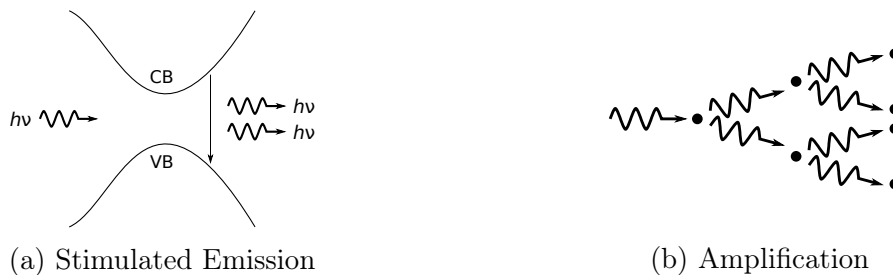 CB
hν
hν
hν
VB
(a) Stimulated Emission
(b) Amplification